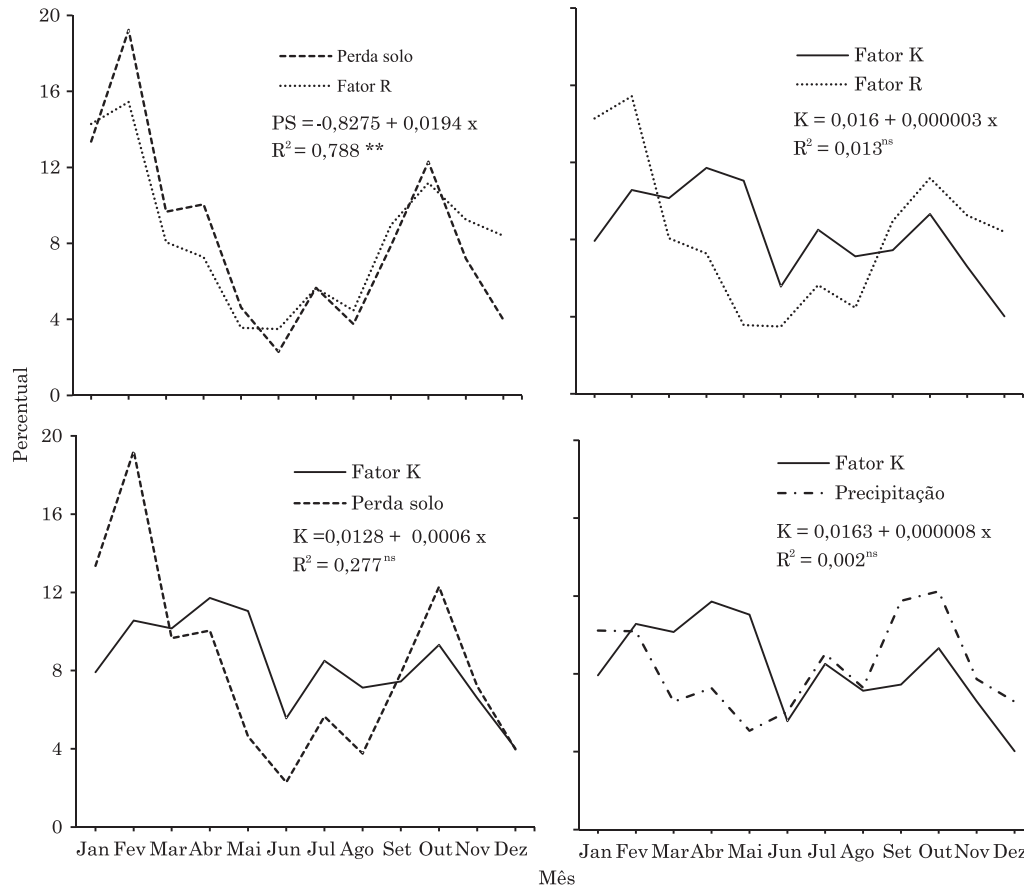 20
16
12
8
4
0
Perda solo
Fator R
PS =-0,8275 + 0,0194 x
R² = 0,788 **
Fator K
Fator R
K = 0,016 + 0,000003 x
R² = 0,013ⁿˢ
Percentual
20
16
12
8
4
0
Fator K
Perda solo
K =0,0128 + 0,0006 x
R² = 0,277ⁿˢ
Fator K
Precipitação
K = 0,0163 + 0,000008 x
R² = 0,002ⁿˢ
Jan Fev Mar Abr Mai Jun Jul Ago Set Out Nov Dez
Jan Fev Mar Abr Mai Jun Jul Ago Set Out Nov Dez
Mês